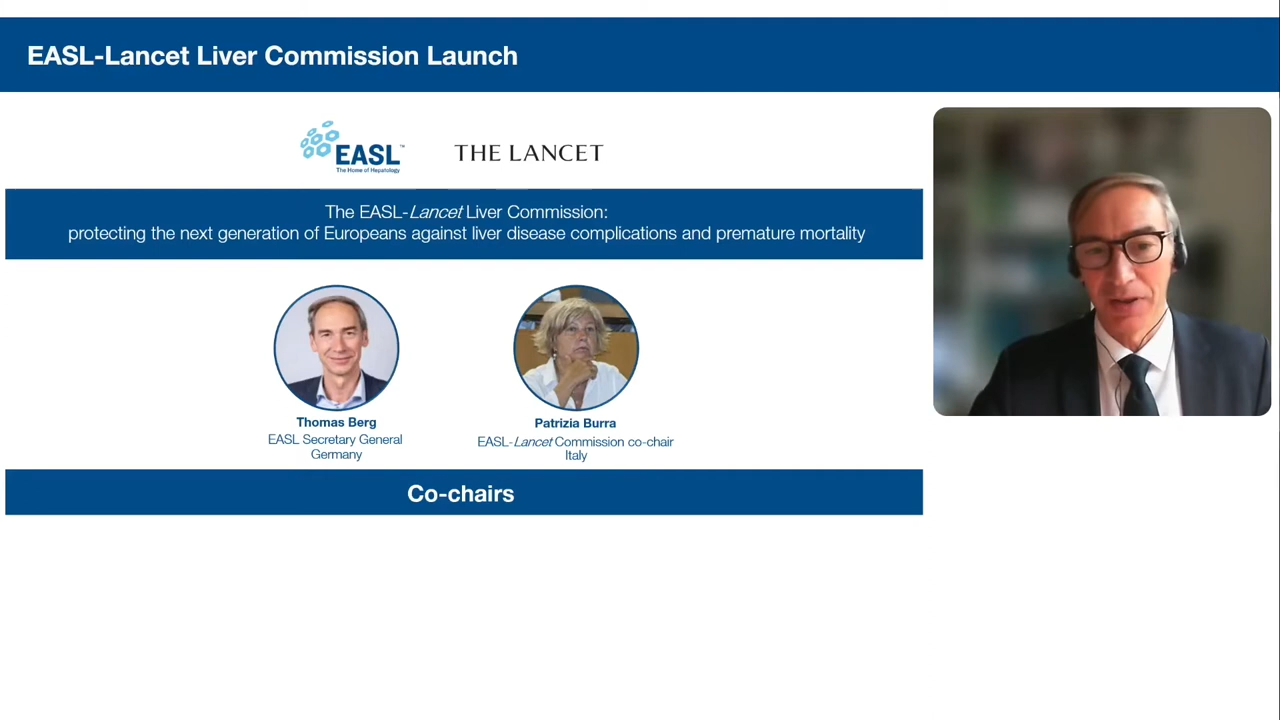 EASL-Lancet Liver Commission Launch
EASL™
The Home of Hepatology
THE LANCET
The EASL-Lancet Liver Commission:
protecting the next generation of Europeans against liver disease complications and premature mortality
Thomas Berg
EASL Secretary General
Germany
Patrizia Burra
EASL-Lancet Commission co-chair
Italy
Co-chairs